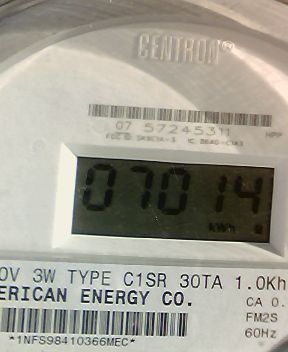 CENTRON®
07 57245311
07014
KWh
0V 3W TYPE C1SR 30TA 1.0Kh
ERICAN ENERGY CO.
CA 0.
FM2S
60Hz
*1NFS98410366MEC*